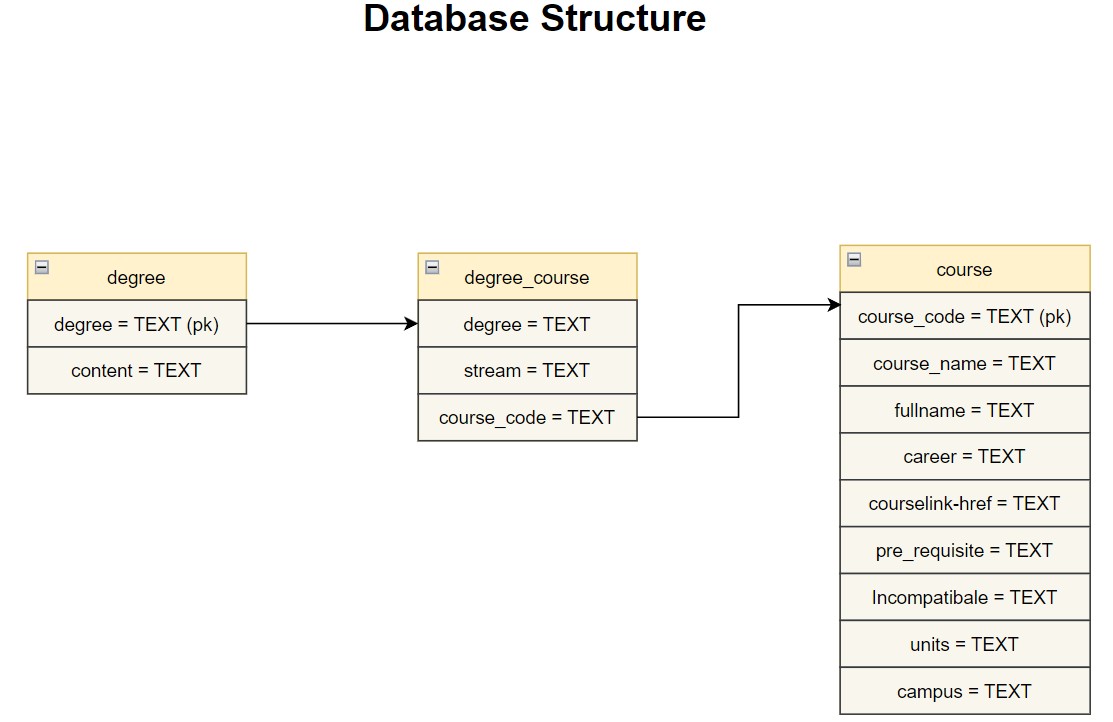 Database Structure
degree
degree = TEXT (pk)
content = TEXT
degree_course
degree = TEXT
stream = TEXT
course_code = TEXT
course
course_code = TEXT (pk)
course_name = TEXT
fullname = TEXT
career = TEXT
courselink-href = TEXT
pre_requisite = TEXT
Incompatibale = TEXT
units = TEXT
campus = TEXT